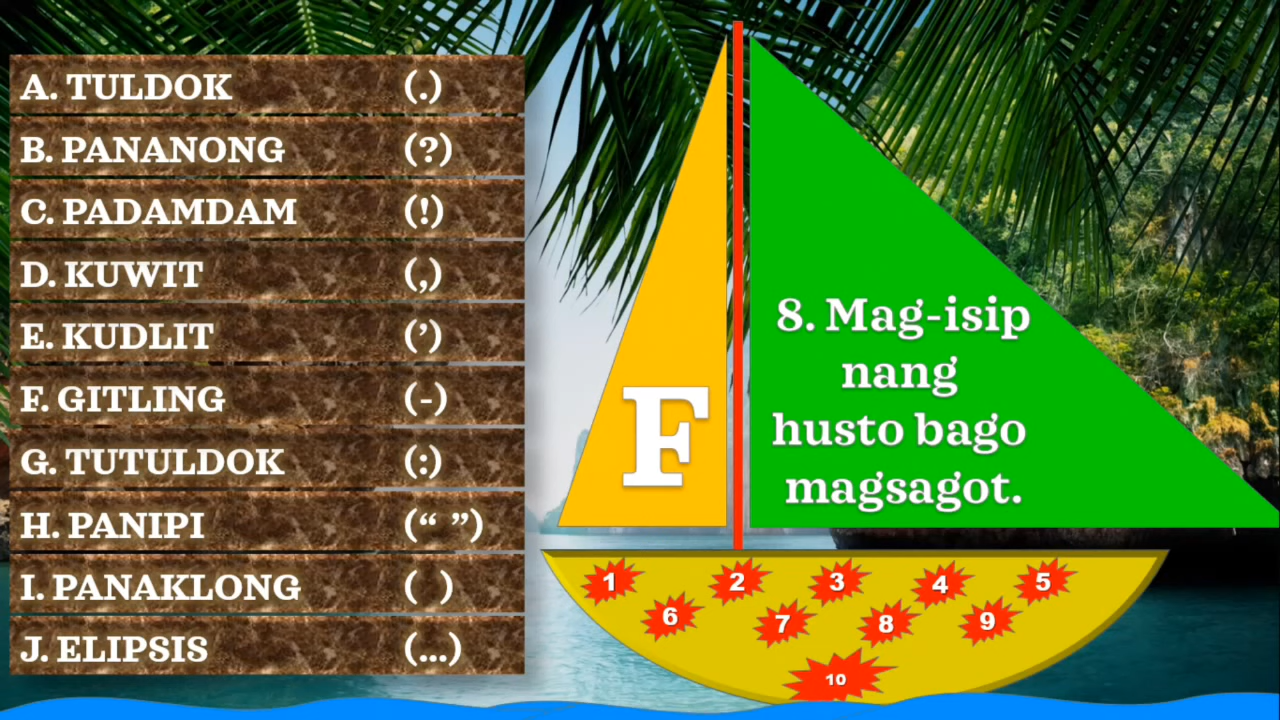 A. TULDOK (.)
B. PANANONG (?)
C. PADAMDAM (!)
D. KUWIT (,)
E. KUDLIT (’)
F. GITLING (-)
G. TUTULDOK (:)
H. PANIPI (“ ”)
I. PANAKLONG ( )
J. ELIPSIS (...)
F
8. Mag-isip
nang
husto bago
magsagot.
1 2 3 4 5
6 7 8 9
10